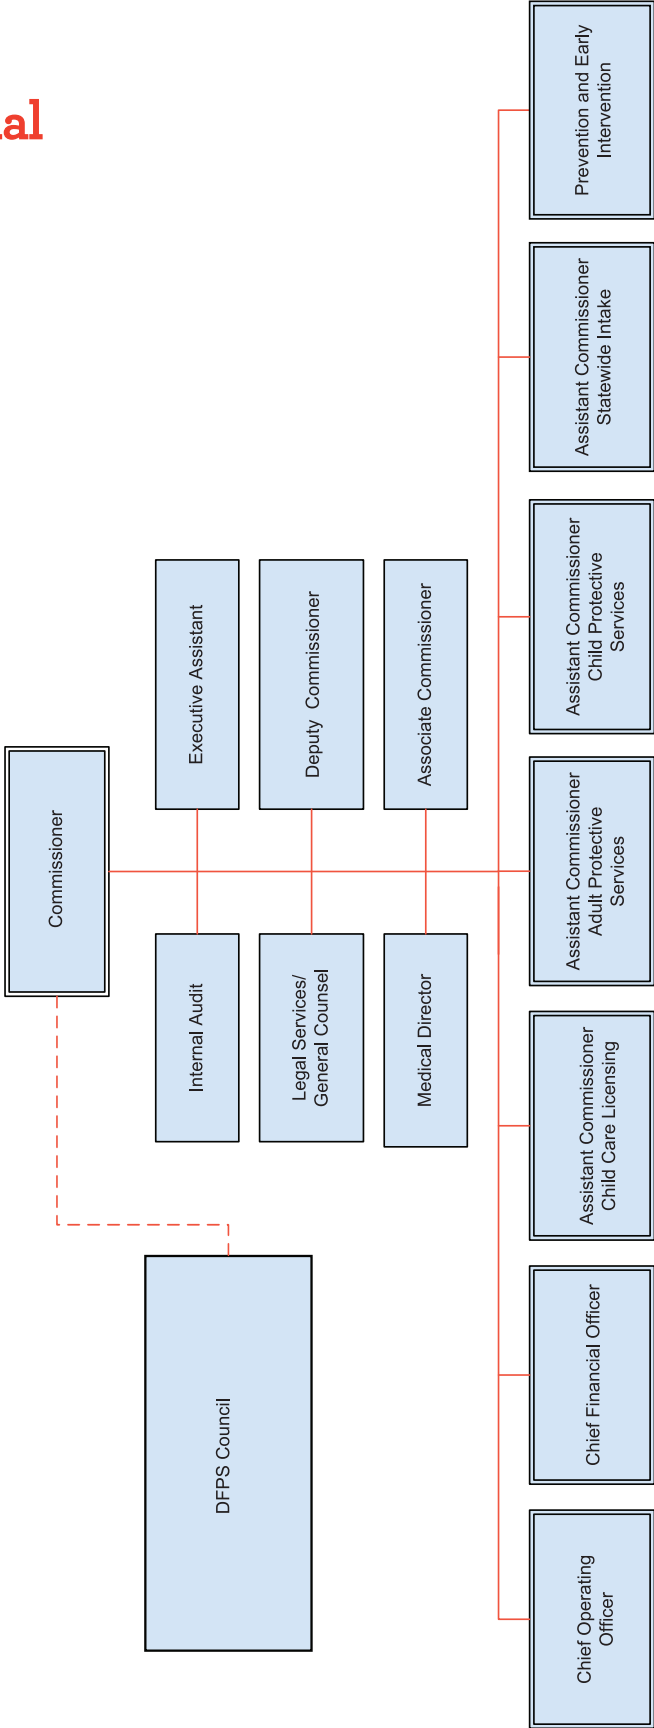 al
Commissioner
DFPS Council
Internal Audit
Executive Assistant
Legal Services/
General Counsel
Deputy Commissioner
Medical Director
Associate Commissioner
Chief Operating
Officer
Chief Financial Officer
Assistant Commissioner
Child Care Licensing
Assistant Commissioner
Adult Protective
Services
Assistant Commissioner
Child Protective
Services
Assistant Commissioner
Statewide Intake
Prevention and Early
Intervention